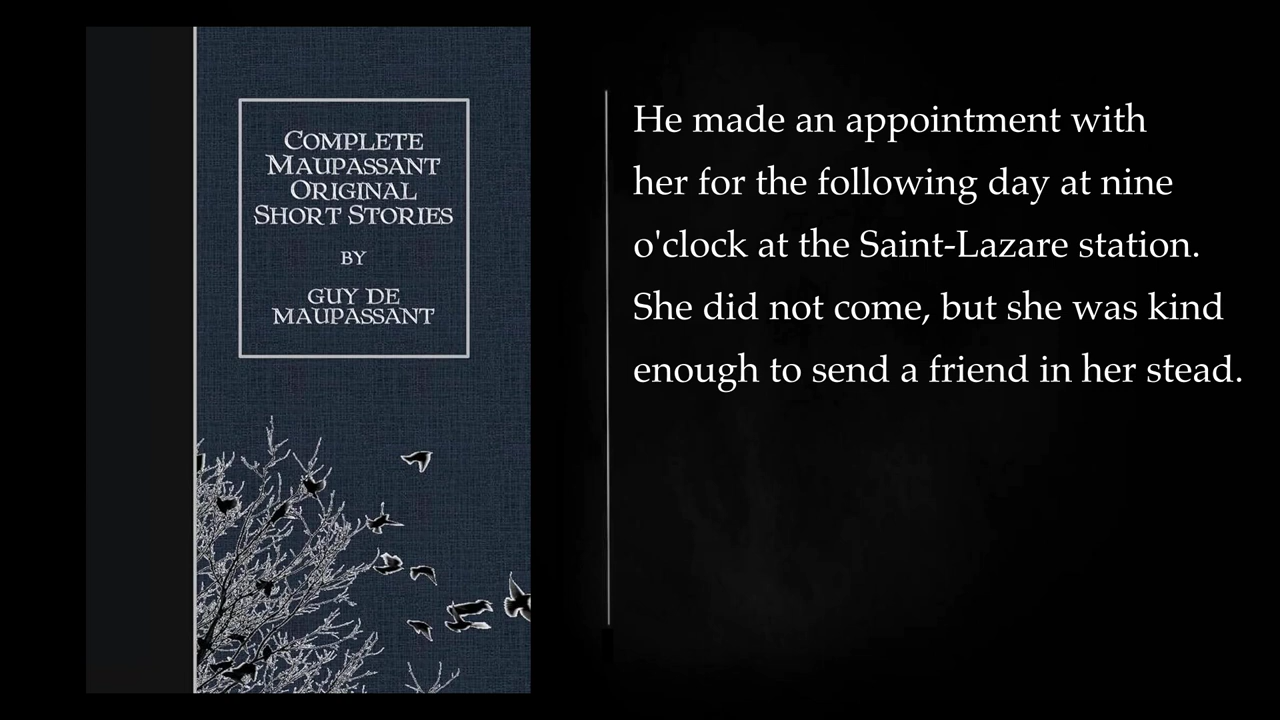 COMPLETE
MAUPASSANT
ORIGINAL
SHORT STORIES
BY
GUY DE
MAUPASSANT
He made an appointment with
her for the following day at nine
o'clock at the Saint-Lazare station.
She did not come, but she was kind
enough to send a friend in her stead.